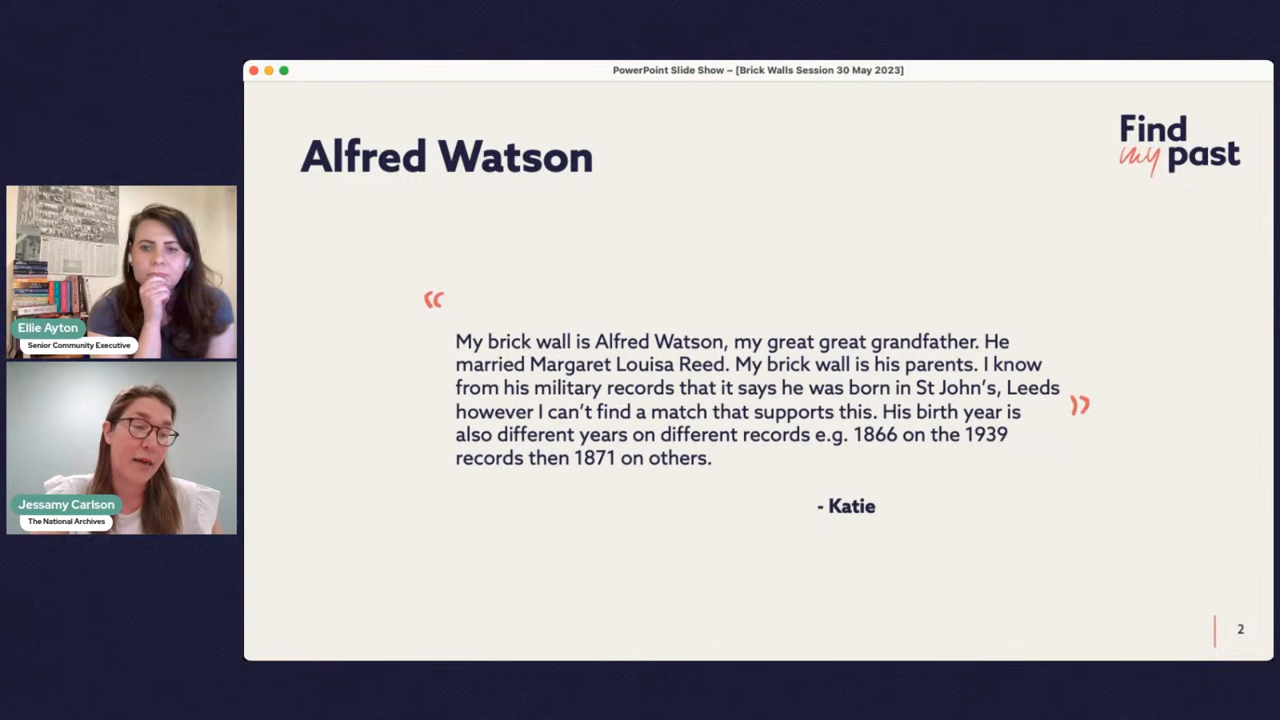 PowerPoint Slide Show – [Brick Walls Session 30 May 2023]
Alfred Watson
Find
my past
“
My brick wall is Alfred Watson, my great great grandfather. He
married Margaret Louisa Reed. My brick wall is his parents. I know
from his military records that it says he was born in St John’s, Leeds
however I can’t find a match that supports this. His birth year is
also different years on different records e.g. 1866 on the 1939
records then 1871 on others.
”
- Katie
2
Ellie Ayton
Senior Community Executive
Jessamy Carlson
The National Archives